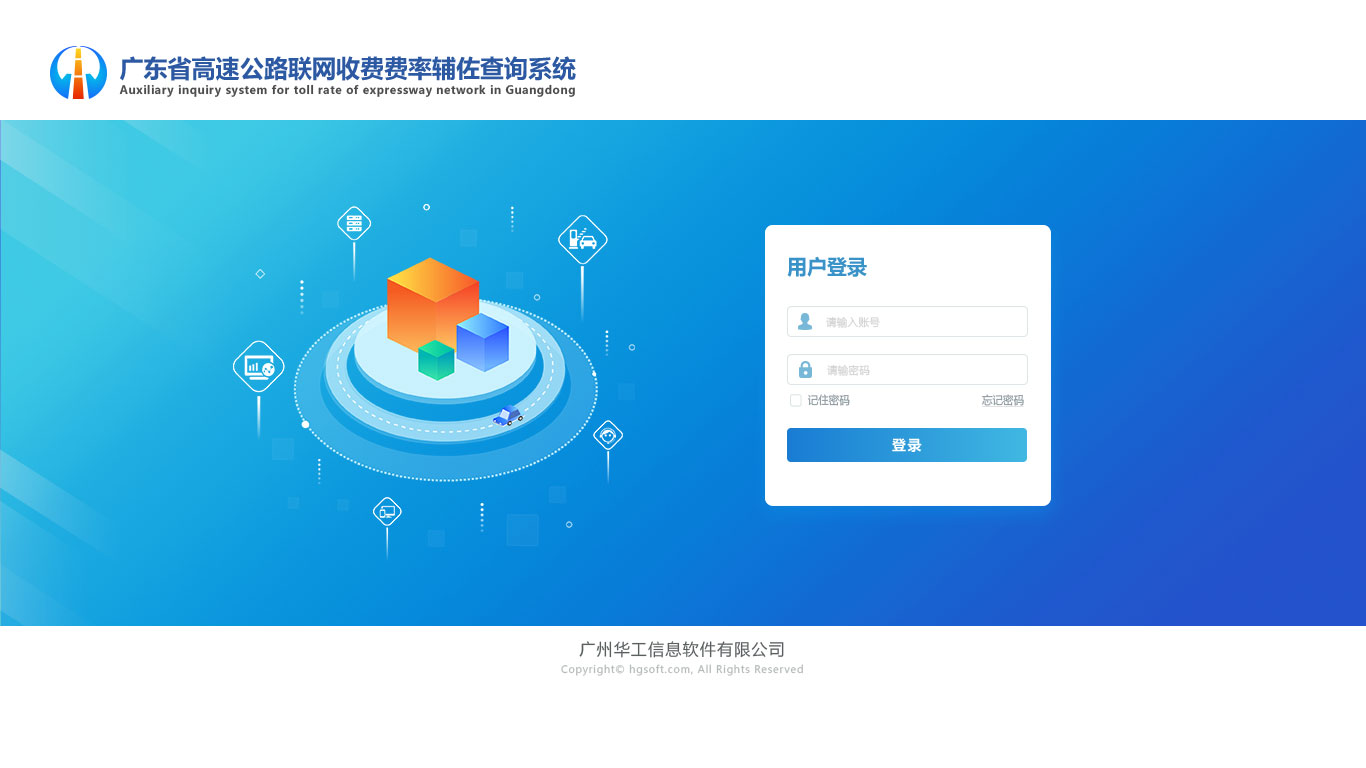 广东省高速公路联网收费费率辅佐查询系统
Auxiliary inquiry system for toll rate of expressway network in Guangdong
用户登录
请输入账号
请输密码
记住密码 忘记密码
登录
广州华工信息软件有限公司
Copyright© hgsoft.com, All Rights Reserved